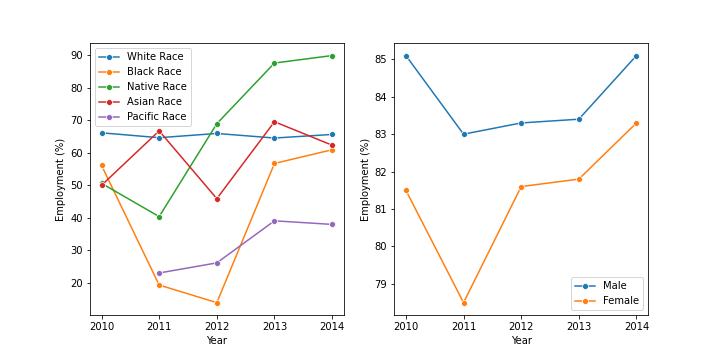 90
80
70
60
50
40
30
20
Employment (%)
2010 2011 2012 2013 2014
Year
White Race
Black Race
Native Race
Asian Race
Pacific Race
85
84
83
82
81
80
79
Employment (%)
2010 2011 2012 2013 2014
Year
Male
Female